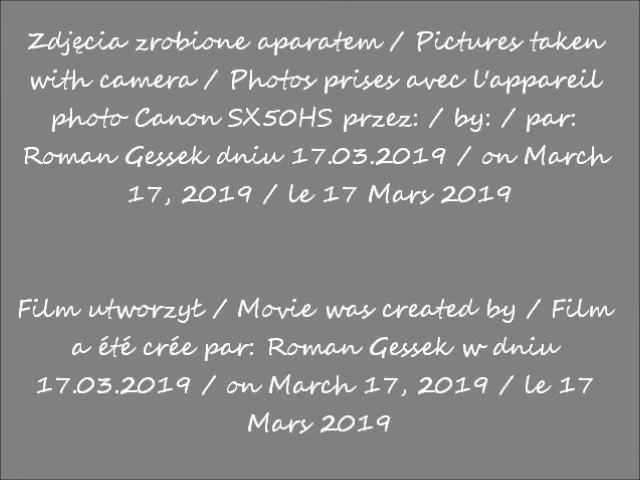 Zdjęcia zrobione aparatem / Pictures taken
with camera / Photos prises avec l'appareil
photo Canon SX50HS przez: / by: / par:
Roman Gessek dniu 17.03.2019 / on March
17, 2019 / le 17 Mars 2019
Film utworzył / Movie was created by / Film
a été crée par: Roman Gessek w dniu
17.03.2019 / on March 17, 2019 / le 17
Mars 2019